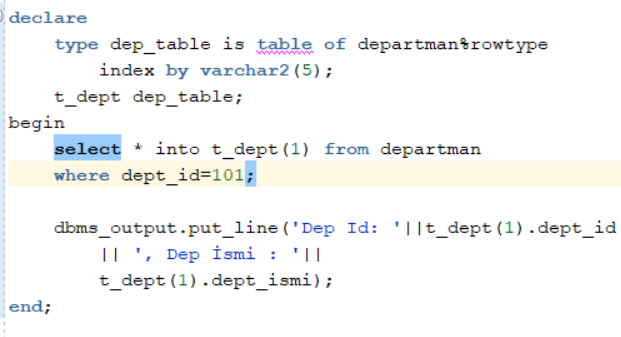 declare
type dep_table is table of departman%rowtype
index by varchar2(5);
t_dept dep_table;
begin
select * into t_dept(1) from departman
where dept_id=101;
dbms_output.put_line('Dep Id: '||t_dept(1).dept_id
|| ', Dep İsmi : '||
t_dept(1).dept_ismi);
end;